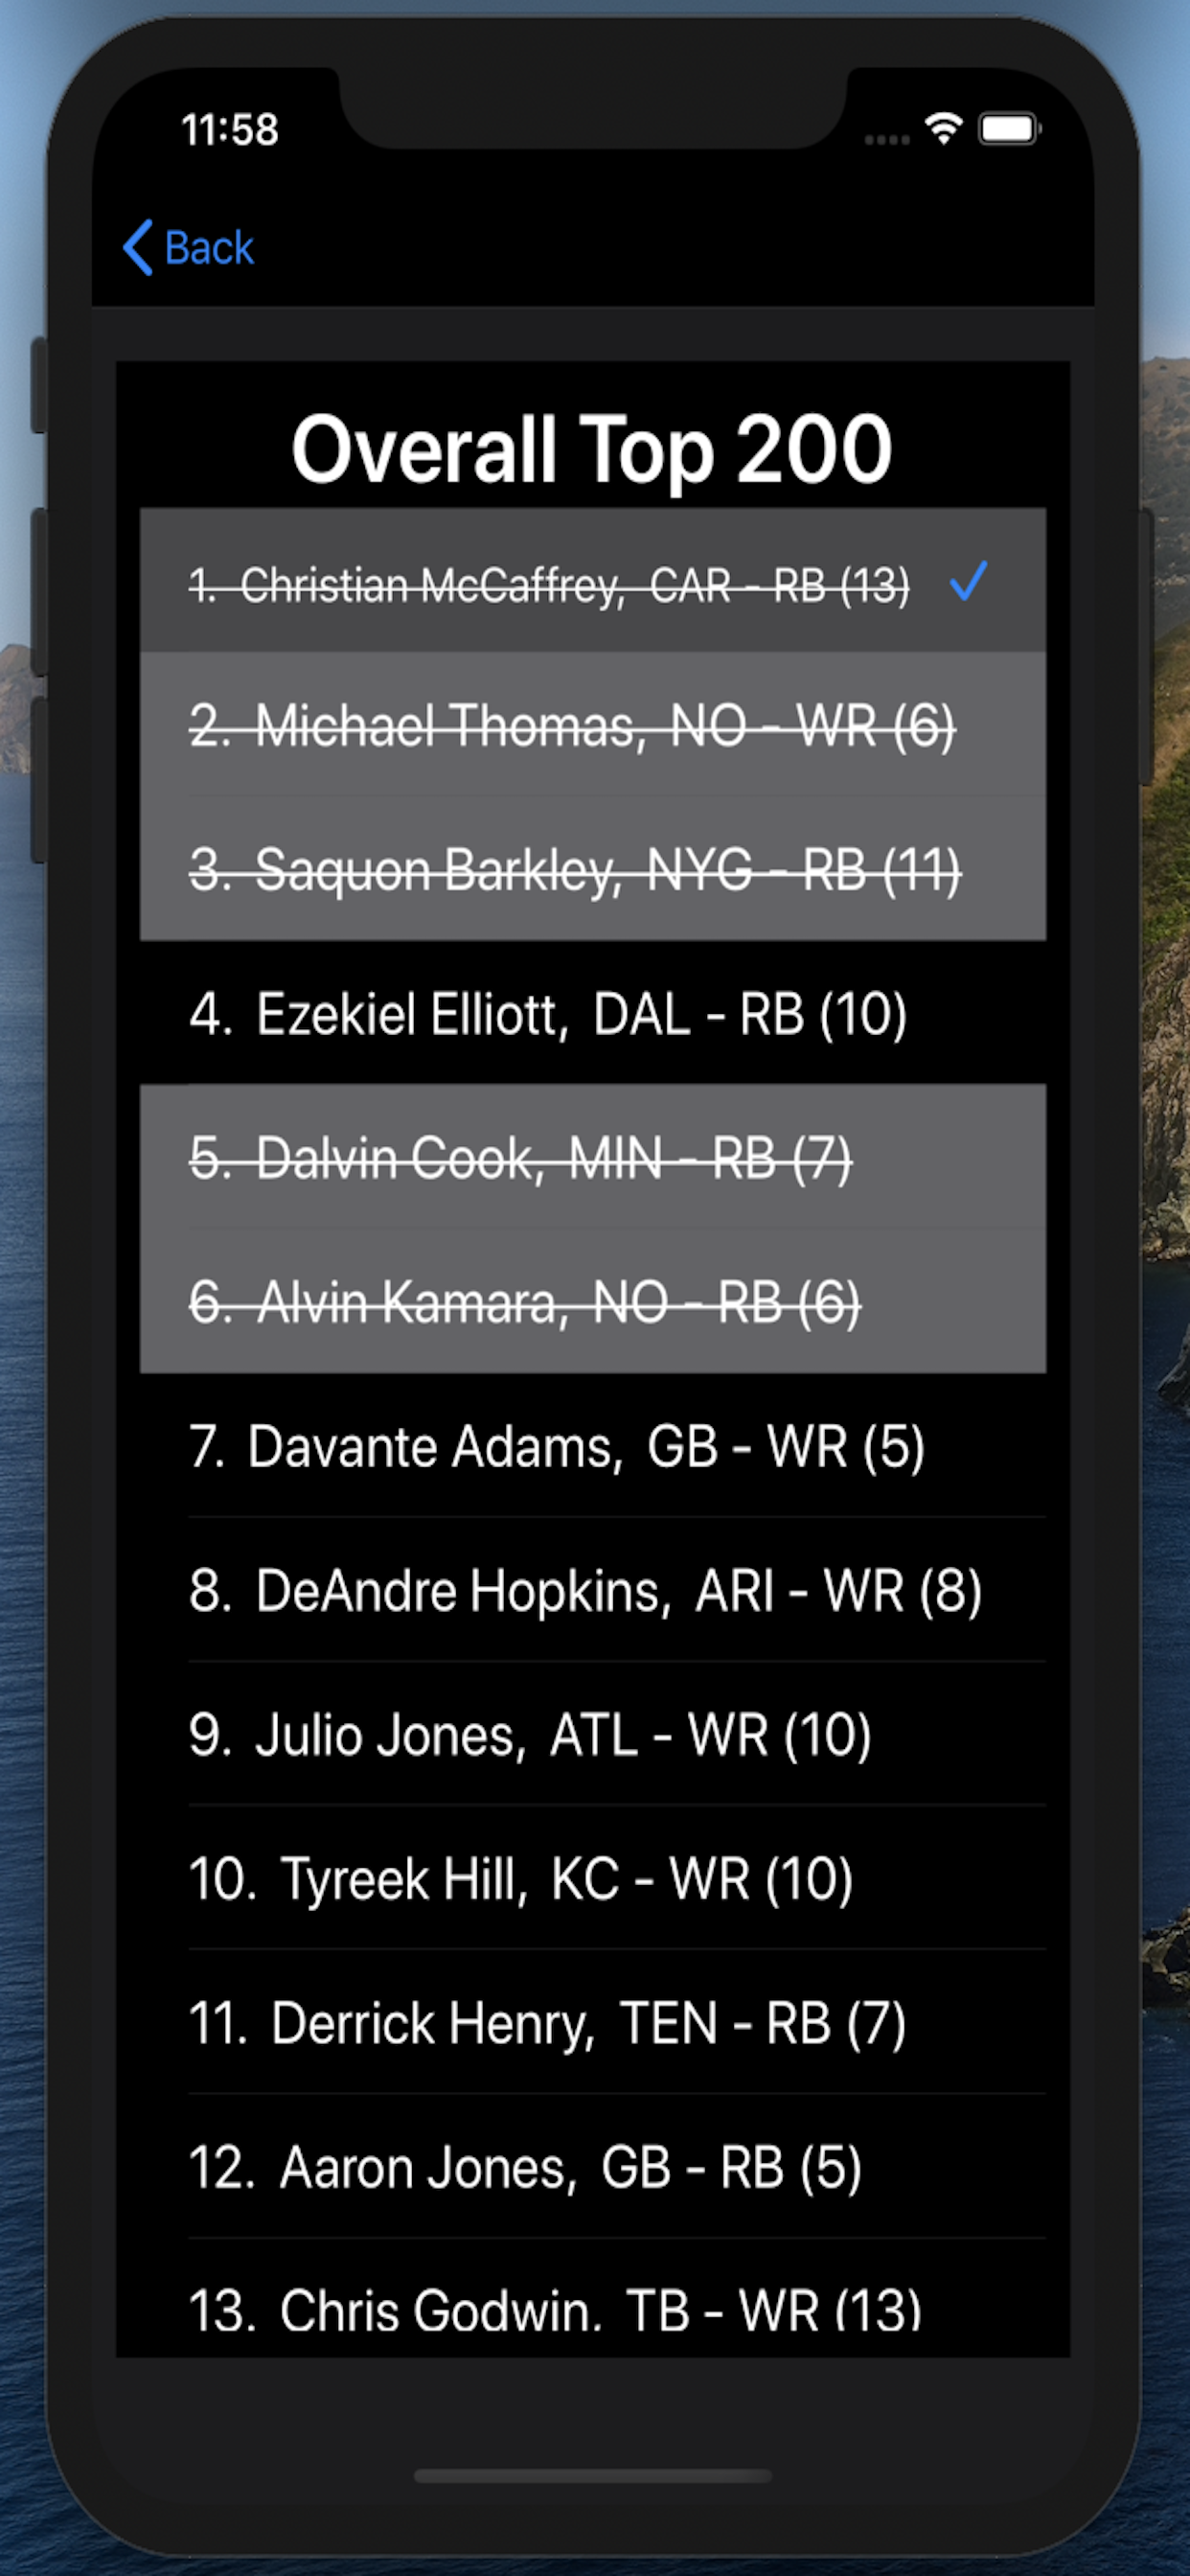 11:58
Back
Overall Top 200
1. Christian McCaffrey, CAR - RB (13)
2. Michael Thomas, NO - WR (6)
3. Saquon Barkley, NYG - RB (11)
4. Ezekiel Elliott, DAL - RB (10)
5. Dalvin Cook, MIN - RB (7)
6. Alvin Kamara, NO - RB (6)
7. Davante Adams, GB - WR (5)
8. DeAndre Hopkins, ARI - WR (8)
9. Julio Jones, ATL - WR (10)
10. Tyreek Hill, KC - WR (10)
11. Derrick Henry, TEN - RB (7)
12. Aaron Jones, GB - RB (5)
13. Chris Godwin, TB - WR (13)